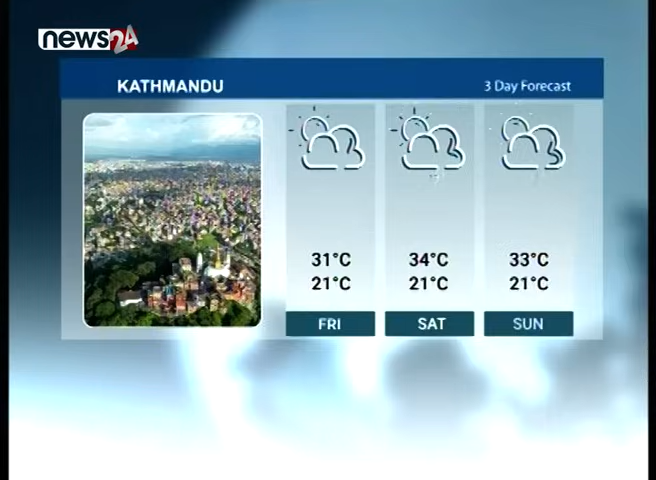 news24
KATHMANDU
3 Day Forecast
31°C
34°C
33°C
21°C
21°C
21°C
FRI
SAT
SUN